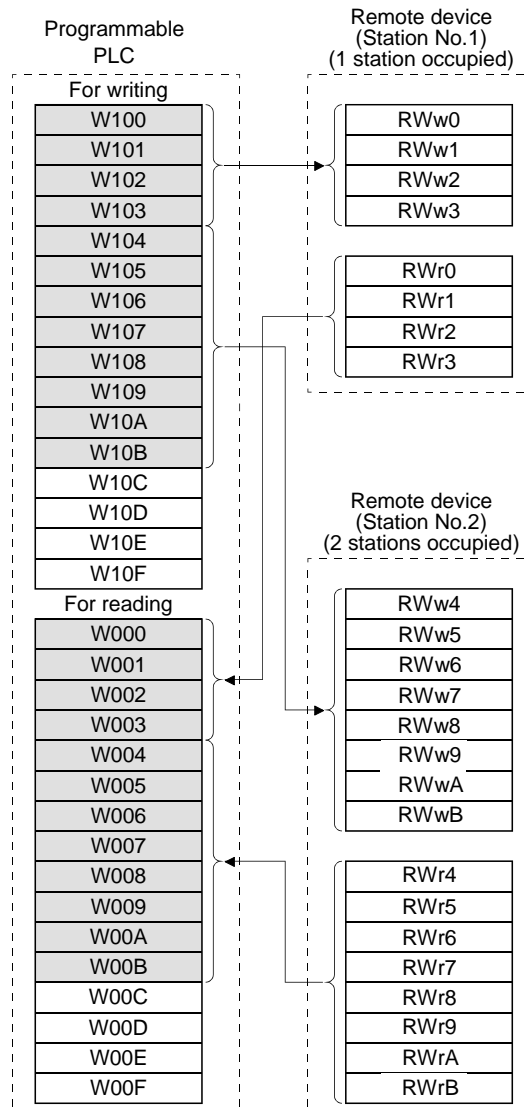 Programmable
PLC
For writing
W100
W101
W102
W103
W104
W105
W106
W107
W108
W109
W10A
W10B
W10C
W10D
W10E
W10F
For reading
W000
W001
W002
W003
W004
W005
W006
W007
W008
W009
W00A
W00B
W00C
W00D
W00E
W00F
Remote device
(Station No.1)
(1 station occupied)
RWw0
RWw1
RWw2
RWw3
RWr0
RWr1
RWr2
RWr3
Remote device
(Station No.2)
(2 stations occupied)
RWw4
RWw5
RWw6
RWw7
RWw8
RWw9
RWwA
RWwB
RWr4
RWr5
RWr6
RWr7
RWr8
RWr9
RWrA
RWrB